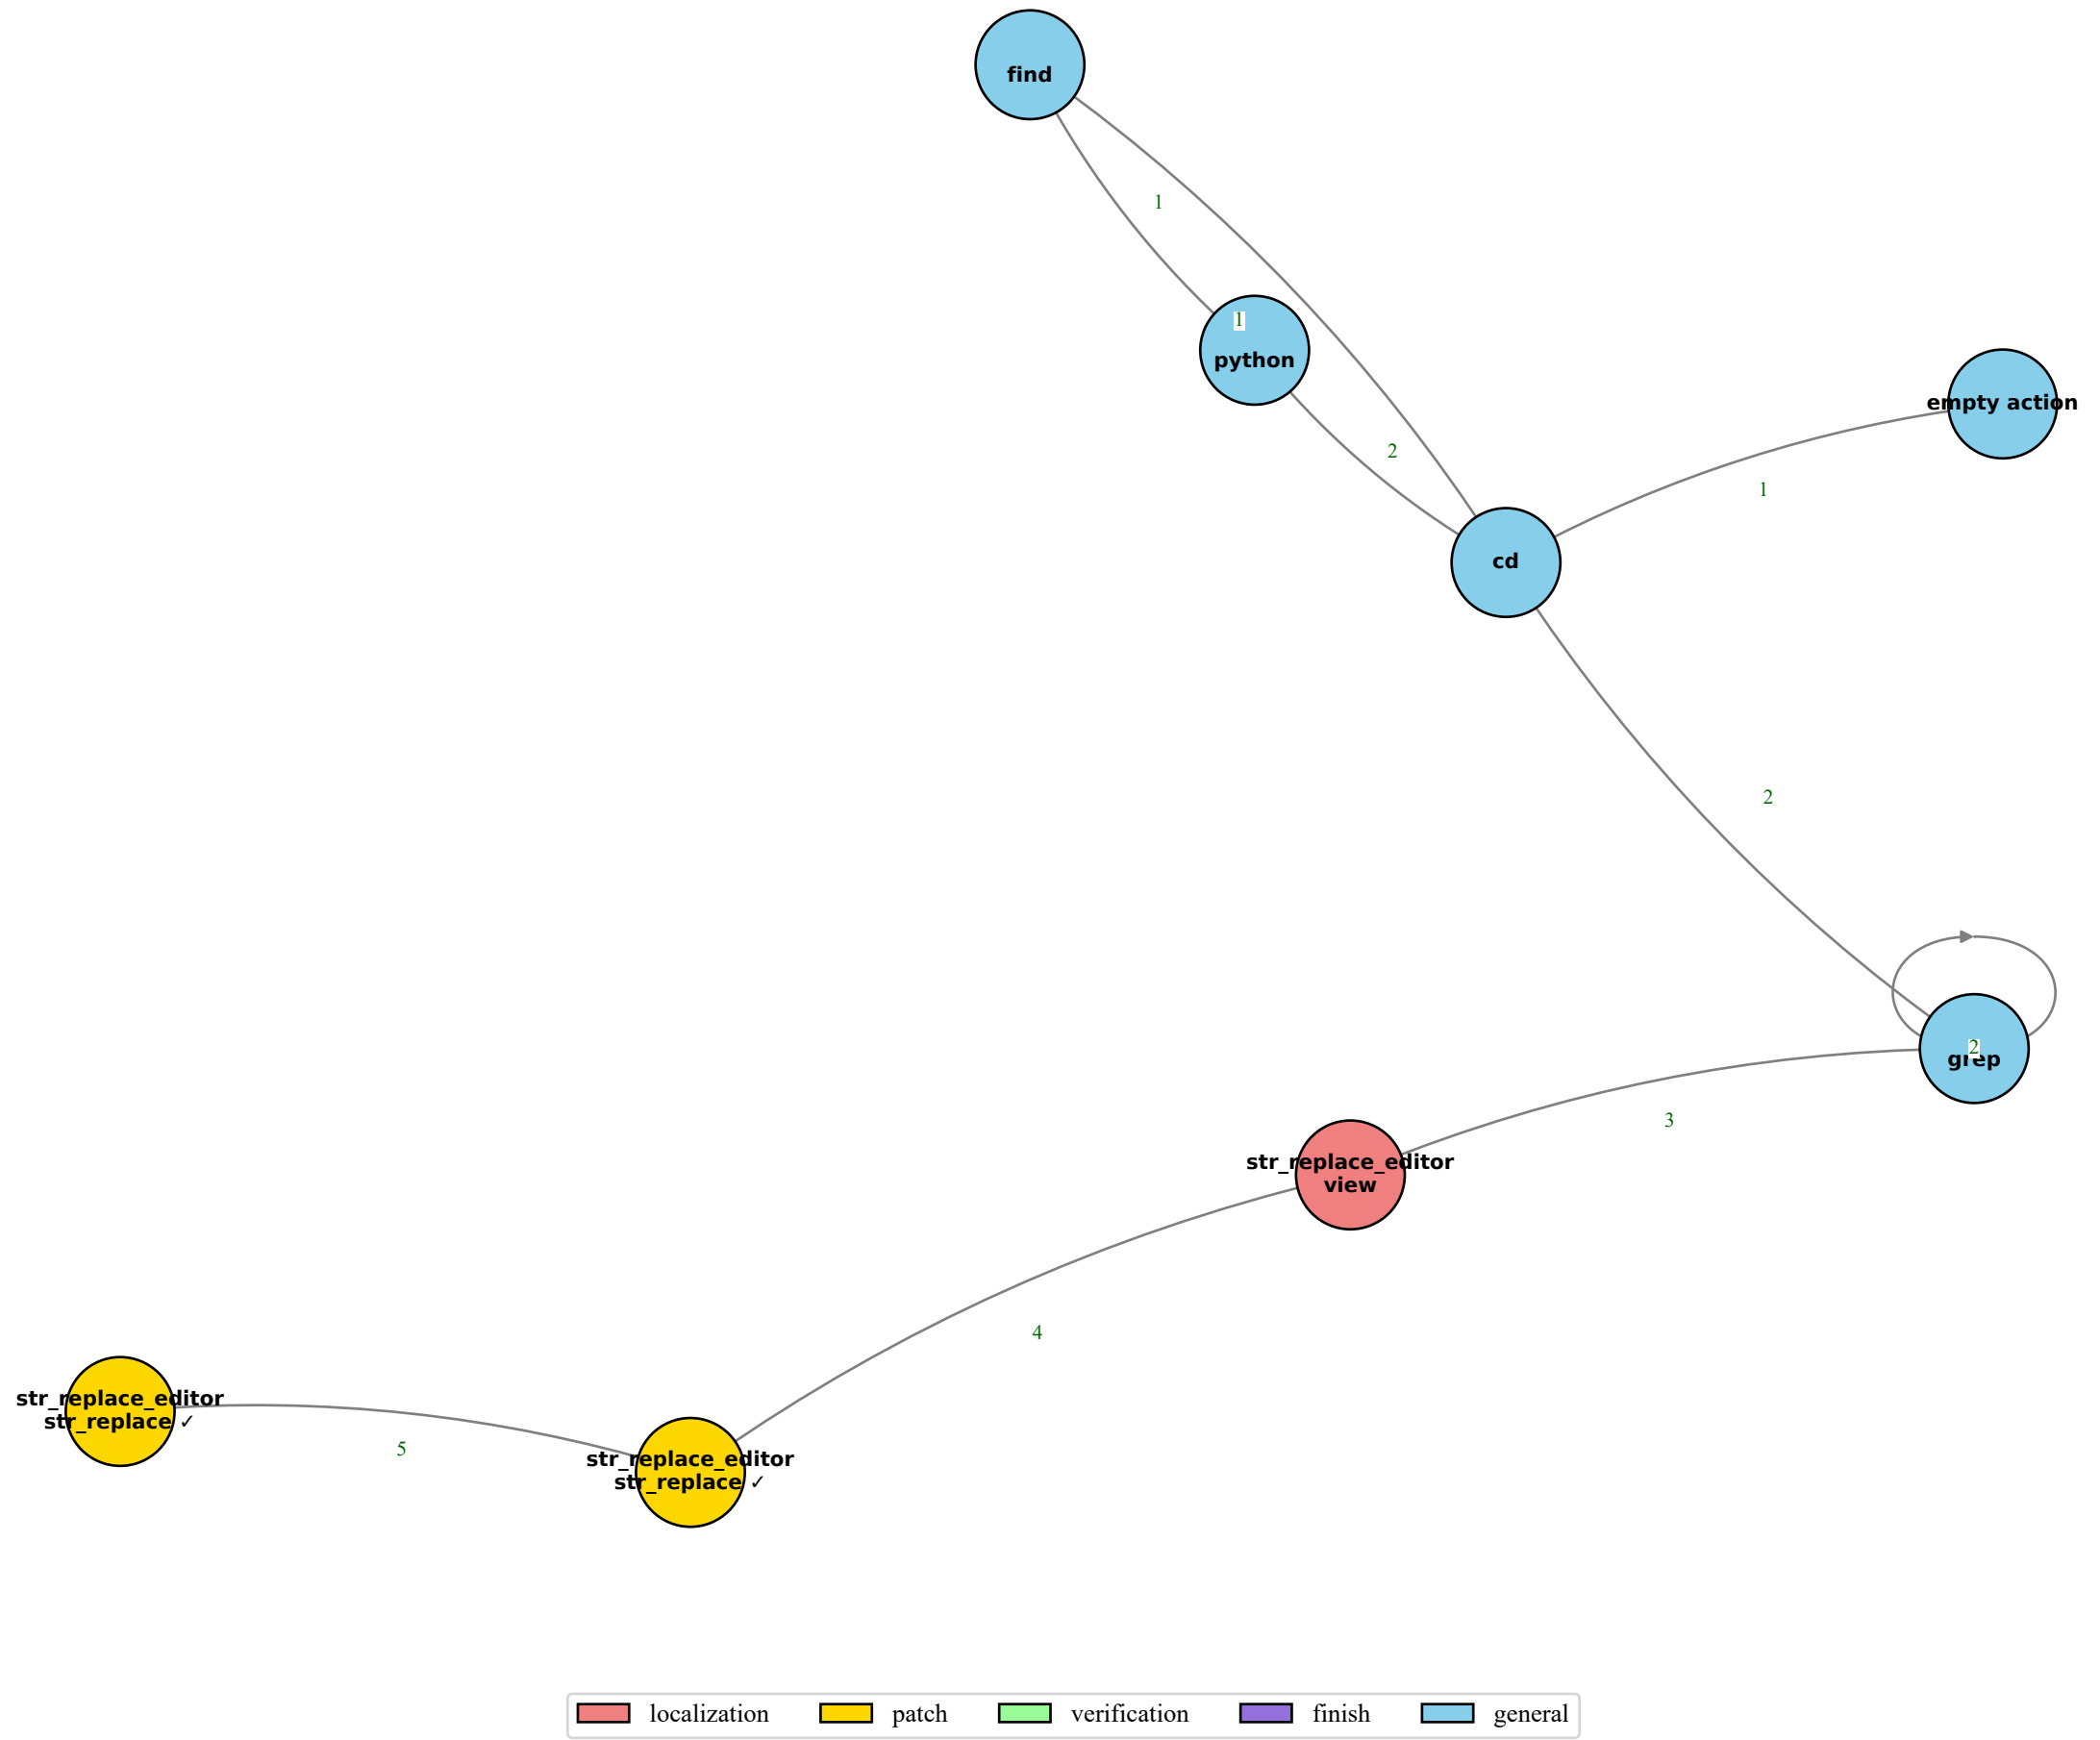 find
1
1
python
empty action
2
1
cd
2
2
grep
3
str_replace_editor
view
4
str_replace_editor
str_replace ✓
5
str_replace_editor
str_replace ✓
localization
patch
verification
finish
general